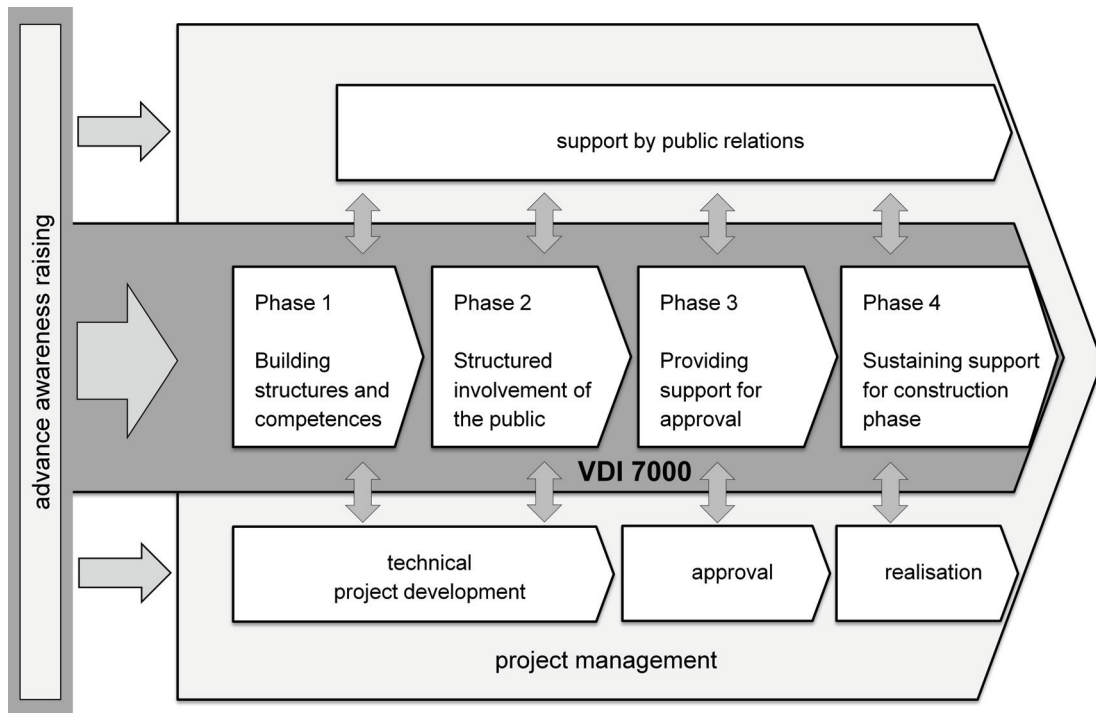 advance awareness raising
support by public relations
Phase 1
Building
structures and
competences
Phase 2
Structured
involvement of
the public
Phase 3
Providing
support for
approval
Phase 4
Sustaining support
for construction
phase
VDI 7000
technical
project development
approval
realisation
project management